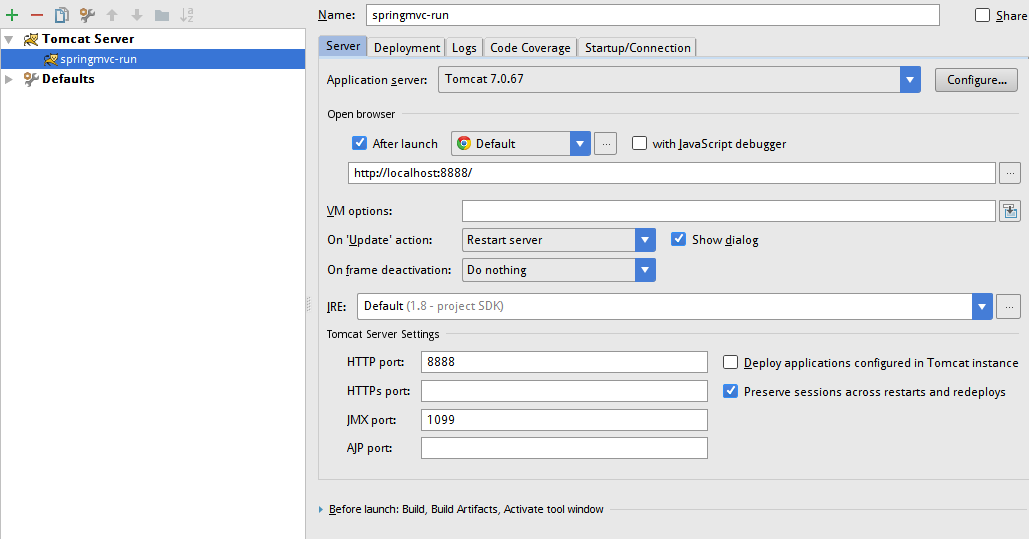 Name: springmvc-run Share
Tomcat Server
springmvc-run
Defaults
Server Deployment Logs Code Coverage Startup/Connection
Application server: Tomcat 7.0.67 Configure...
Open browser
After launch Default ... with JavaScript debugger
http://localhost:8888/ ...
VM options:
On 'Update' action: Restart server Show dialog
On frame deactivation: Do nothing
JRE: Default (1.8 - project SDK) ...
Tomcat Server Settings
HTTP port: 8888 Deploy applications configured in Tomcat instance
HTTPs port: Preserve sessions across restarts and redeploys
JMX port: 1099
AJP port:
Before launch: Build, Build Artifacts, Activate tool window